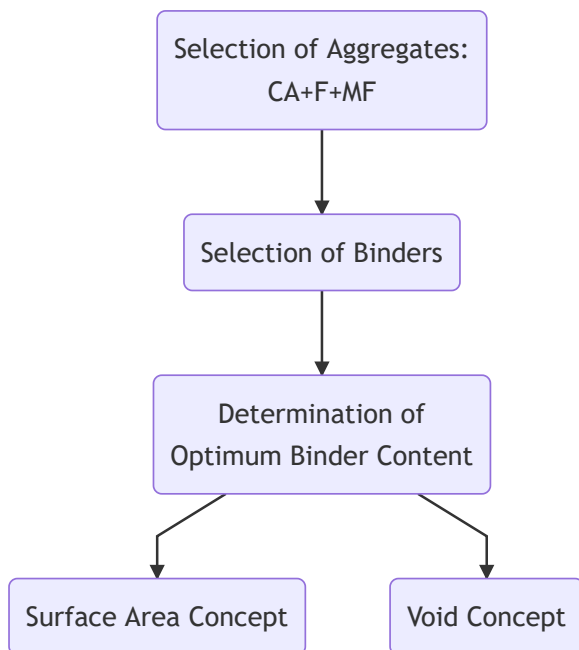 Selection of Aggregates:
CA+F+MF
Selection of Binders
Determination of
Optimum Binder Content
Surface Area Concept
Void Concept